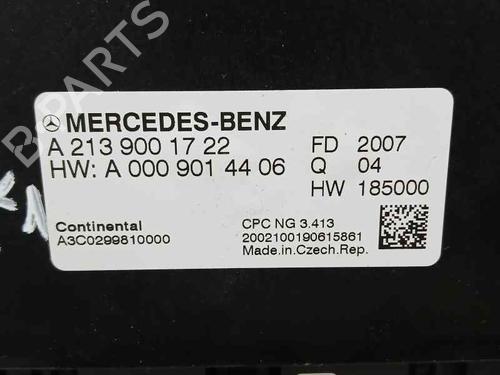 MERCEDES-BENZ
A 213 900 17 22 FD 2007
HW: A 000 901 44 06 Q 04
HW 185000
Continental CPC NG 3.413
A3C0299810000 2002100190615861
Made.in.Czech.Rep.
B-PARTS